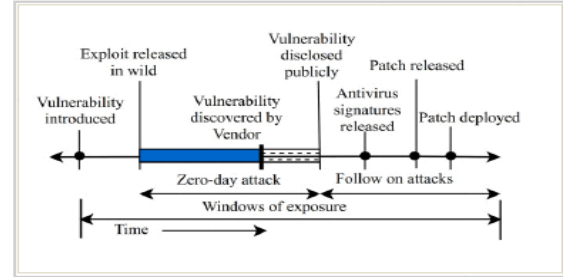 Vulnerability
disclosed
publicly
Exploit released
in wild
Patch released
Vulnerability
introduced
Vulnerability
discovered by
Vendor
Antivirus
signatures
released
Patch deployed
Zero-day attack
Follow on attacks
Windows of exposure
Time